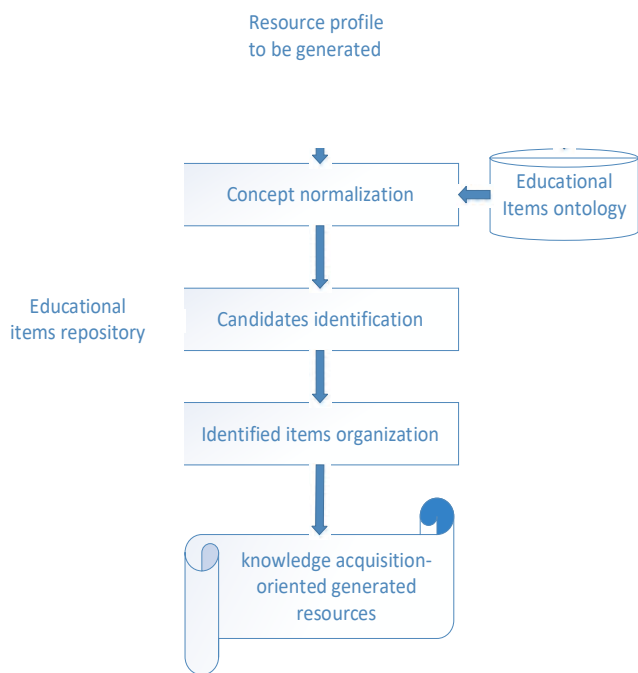 Resource profile
to be generated
Concept normalization
Educational
Items ontology
Educational
items repository
Candidates identification
Identified items organization
knowledge acquisition-
oriented generated
resources